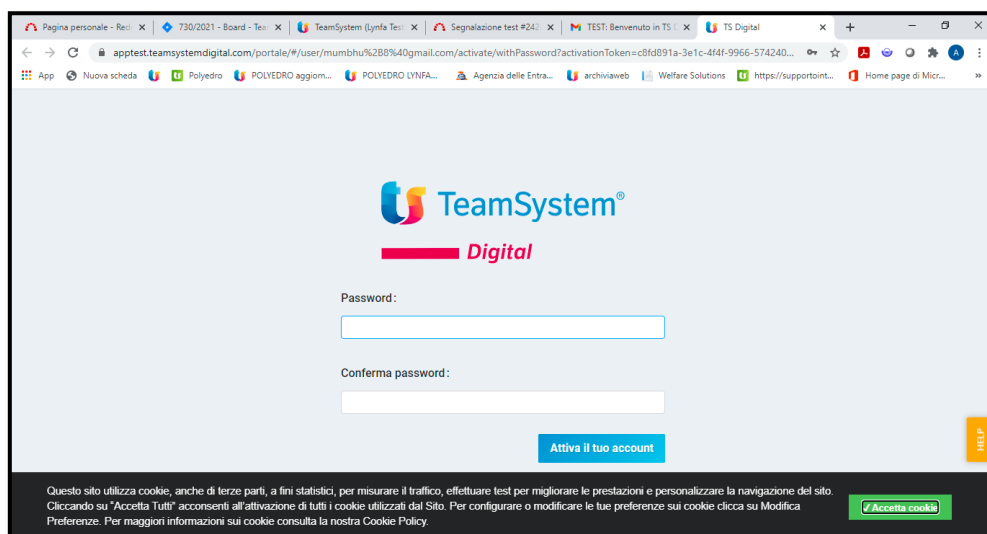 Pagina personale - Red
730/2021 - Board - Tea
TeamSystem (Lynfa Test
Segnalazione test #242
TEST: Benvenuto in TS D
TS Digital
apptest.teamsystemdigital.com/portale/#/user/mumbhu%2B8%40gmail.com/activate/withPassword?activationToken=c8fd891a-3e1c-4f4f-9966-574240...
A
App
Nuova scheda
Polyedro
POLYEDRO aggiorn...
POLYEDRO LYNFA...
Agenzia delle Entra...
archiviaweb
Welfare Solutions
https://supportoint...
Home page di Micr...
»
TeamSystem®
Digital
Password:
Conferma password:
Attiva il tuo account
HELP
Questo sito utilizza cookie, anche di terze parti, a fini statistici, per misurare il traffico, effettuare test per migliorare le prestazioni e personalizzare la navigazione del sito.
Cliccando su "Accetta Tutti" acconsenti all'attivazione di tutti i cookie utilizzati dal Sito. Per configurare o modificare le tue preferenze sui cookie clicca su Modifica
Preferenze. Per maggiori informazioni sui cookie consulta la nostra Cookie Policy.
✓Accetta cookie